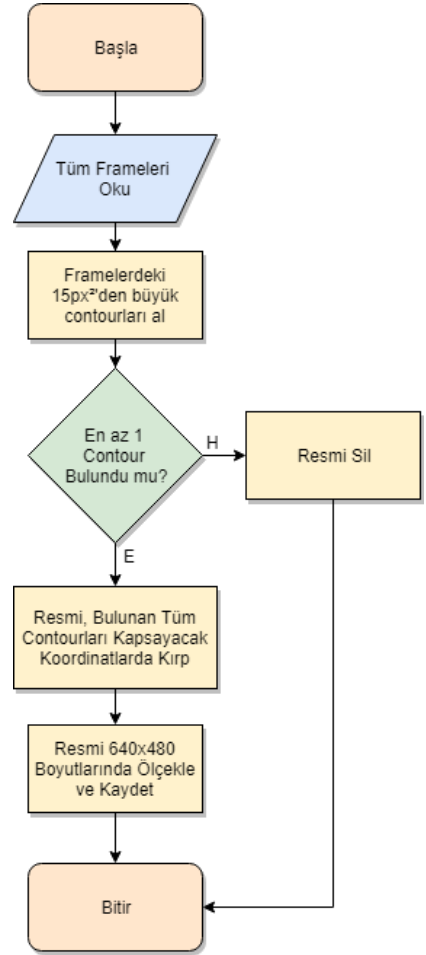 Başla
Tüm Frameleri
Oku
Framelerdeki
15px²'den büyük
contourları al
En az 1
Contour
Bulundu mu?
H
Resmi Sil
E
Resmi, Bulunan Tüm
Contourları Kapsayacak
Koordinatlarda Kırp
Resmi 640x480
Boyutlarında Ölçekle
ve Kaydet
Bitir